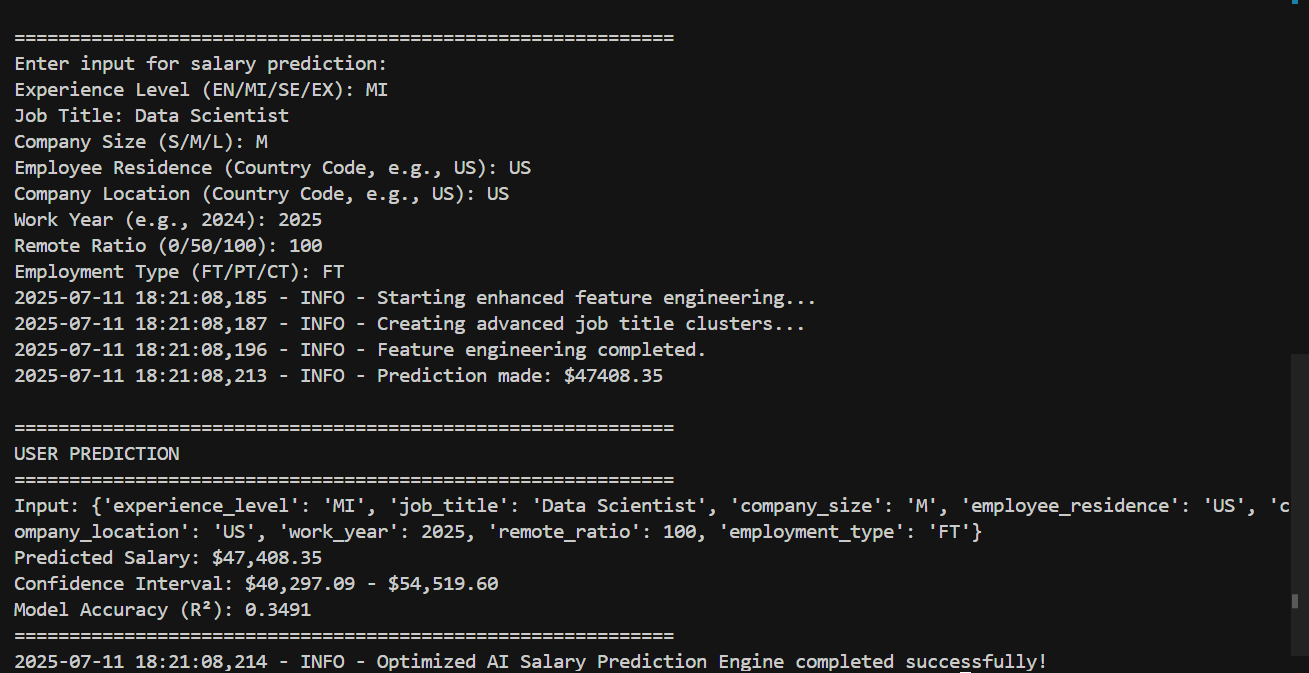 ============================================================
Enter input for salary prediction:
Experience Level (EN/MI/SE/EX): MI
Job Title: Data Scientist
Company Size (S/M/L): M
Employee Residence (Country Code, e.g., US): US
Company Location (Country Code, e.g., US): US
Work Year (e.g., 2024): 2025
Remote Ratio (0/50/100): 100
Employment Type (FT/PT/CT): FT
2025-07-11 18:21:08,185 - INFO - Starting enhanced feature engineering...
2025-07-11 18:21:08,187 - INFO - Creating advanced job title clusters...
2025-07-11 18:21:08,196 - INFO - Feature engineering completed.
2025-07-11 18:21:08,213 - INFO - Prediction made: $47408.35
============================================================
USER PREDICTION
============================================================
Input: {'experience_level': 'MI', 'job_title': 'Data Scientist', 'company_size': 'M', 'employee_residence': 'US', 'c
ompany_location': 'US', 'work_year': 2025, 'remote_ratio': 100, 'employment_type': 'FT'}
Predicted Salary: $47,408.35
Confidence Interval: $40,297.09 - $54,519.60
Model Accuracy (R²): 0.3491
============================================================
2025-07-11 18:21:08,214 - INFO - Optimized AI Salary Prediction Engine completed successfully!